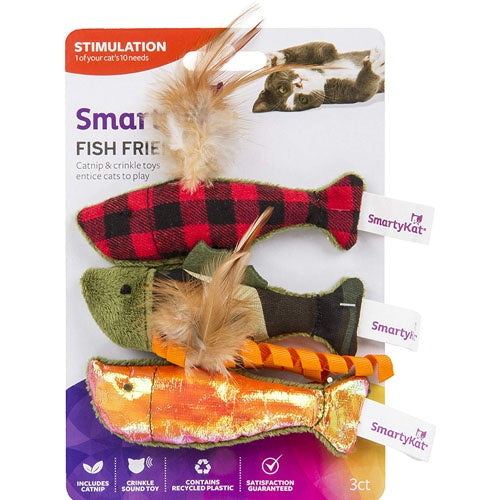 STIMULATION
1 of your cat's 10 needs
Smart
FISH FRIE
Catnip & crinkle toys
entice cats to play
SmartyKat
SmartyKat
SmartyKat
INCLUDES
CATNIP
CRINKLE
SOUND TOY
CONTAINS
RECYCLED PLASTIC
SATISFACTION
GUARANTEED
3ct